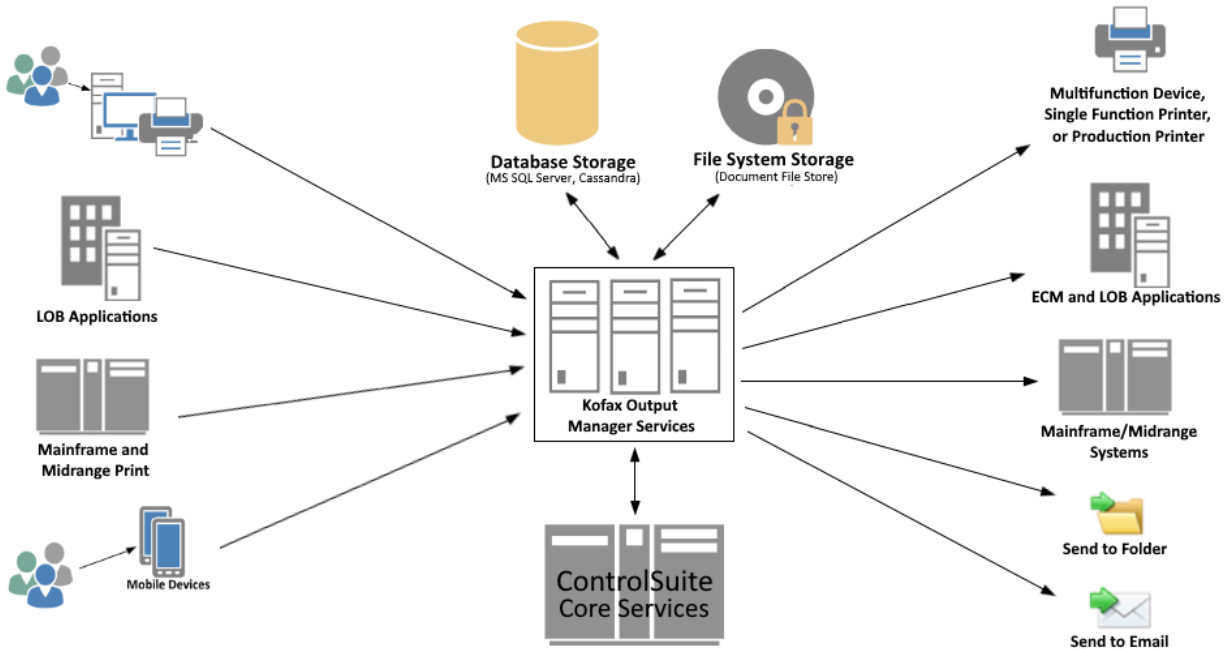 Database Storage
(MS SQL Server, Cassandra)
File System Storage
(Document File Store)
Multifunction Device,
Single Function Printer,
or Production Printer
LOB Applications
ECM and LOB Applications
Kofax Output
Manager Services
Mainframe and
Midrange Print
Mainframe/Midrange
Systems
Mobile Devices
ControlSuite
Core Services
Send to Folder
Send to Email